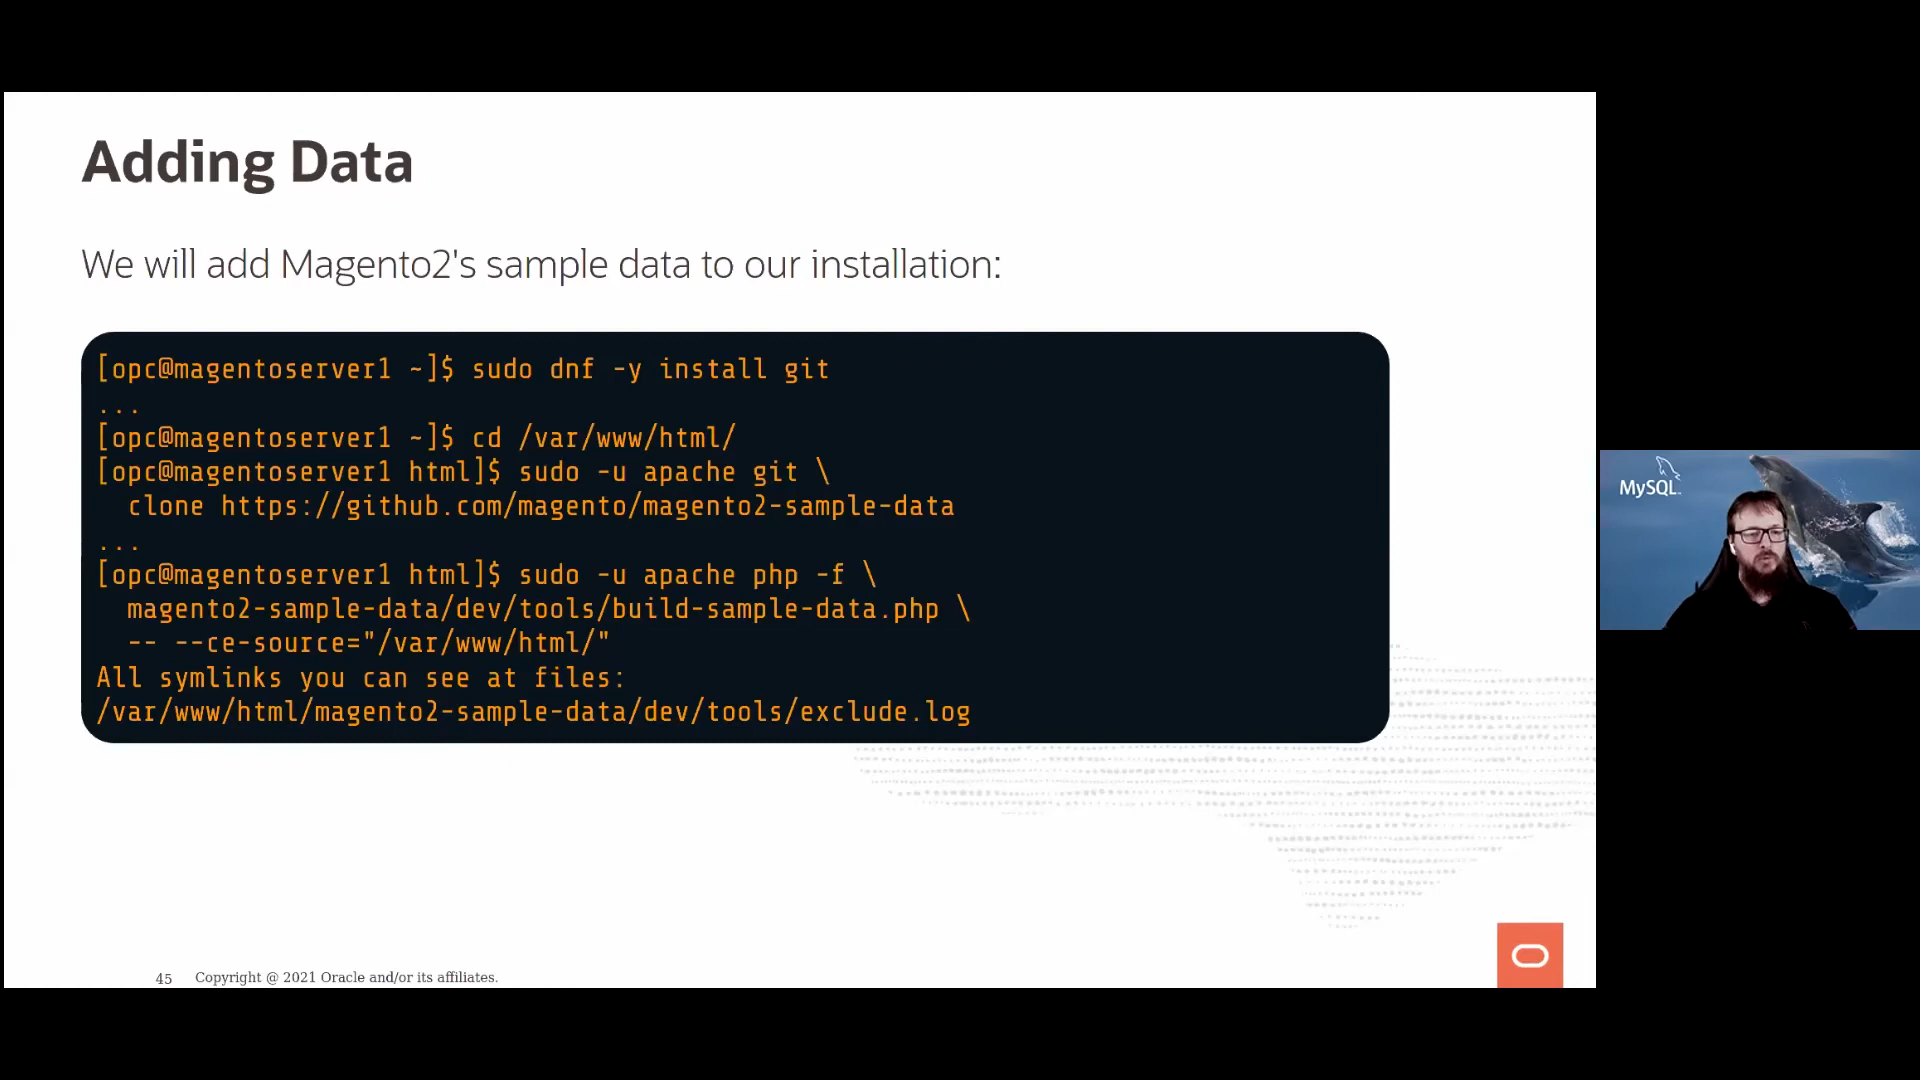 Adding Data
We will add Magento2's sample data to our installation:
[opc@magentoserver1 ~]$ sudo dnf -y install git
...
[opc@magentoserver1 ~]$ cd /var/www/html/
[opc@magentoserver1 html]$ sudo -u apache git \
clone https://github.com/magento/magento2-sample-data
...
[opc@magentoserver1 html]$ sudo -u apache php -f \
magento2-sample-data/dev/tools/build-sample-data.php \
-- --ce-source="/var/www/html/"
All symlinks you can see at files:
/var/www/html/magento2-sample-data/dev/tools/exclude.log
MySQL
45 Copyright @ 2021 Oracle and/or its affiliates.